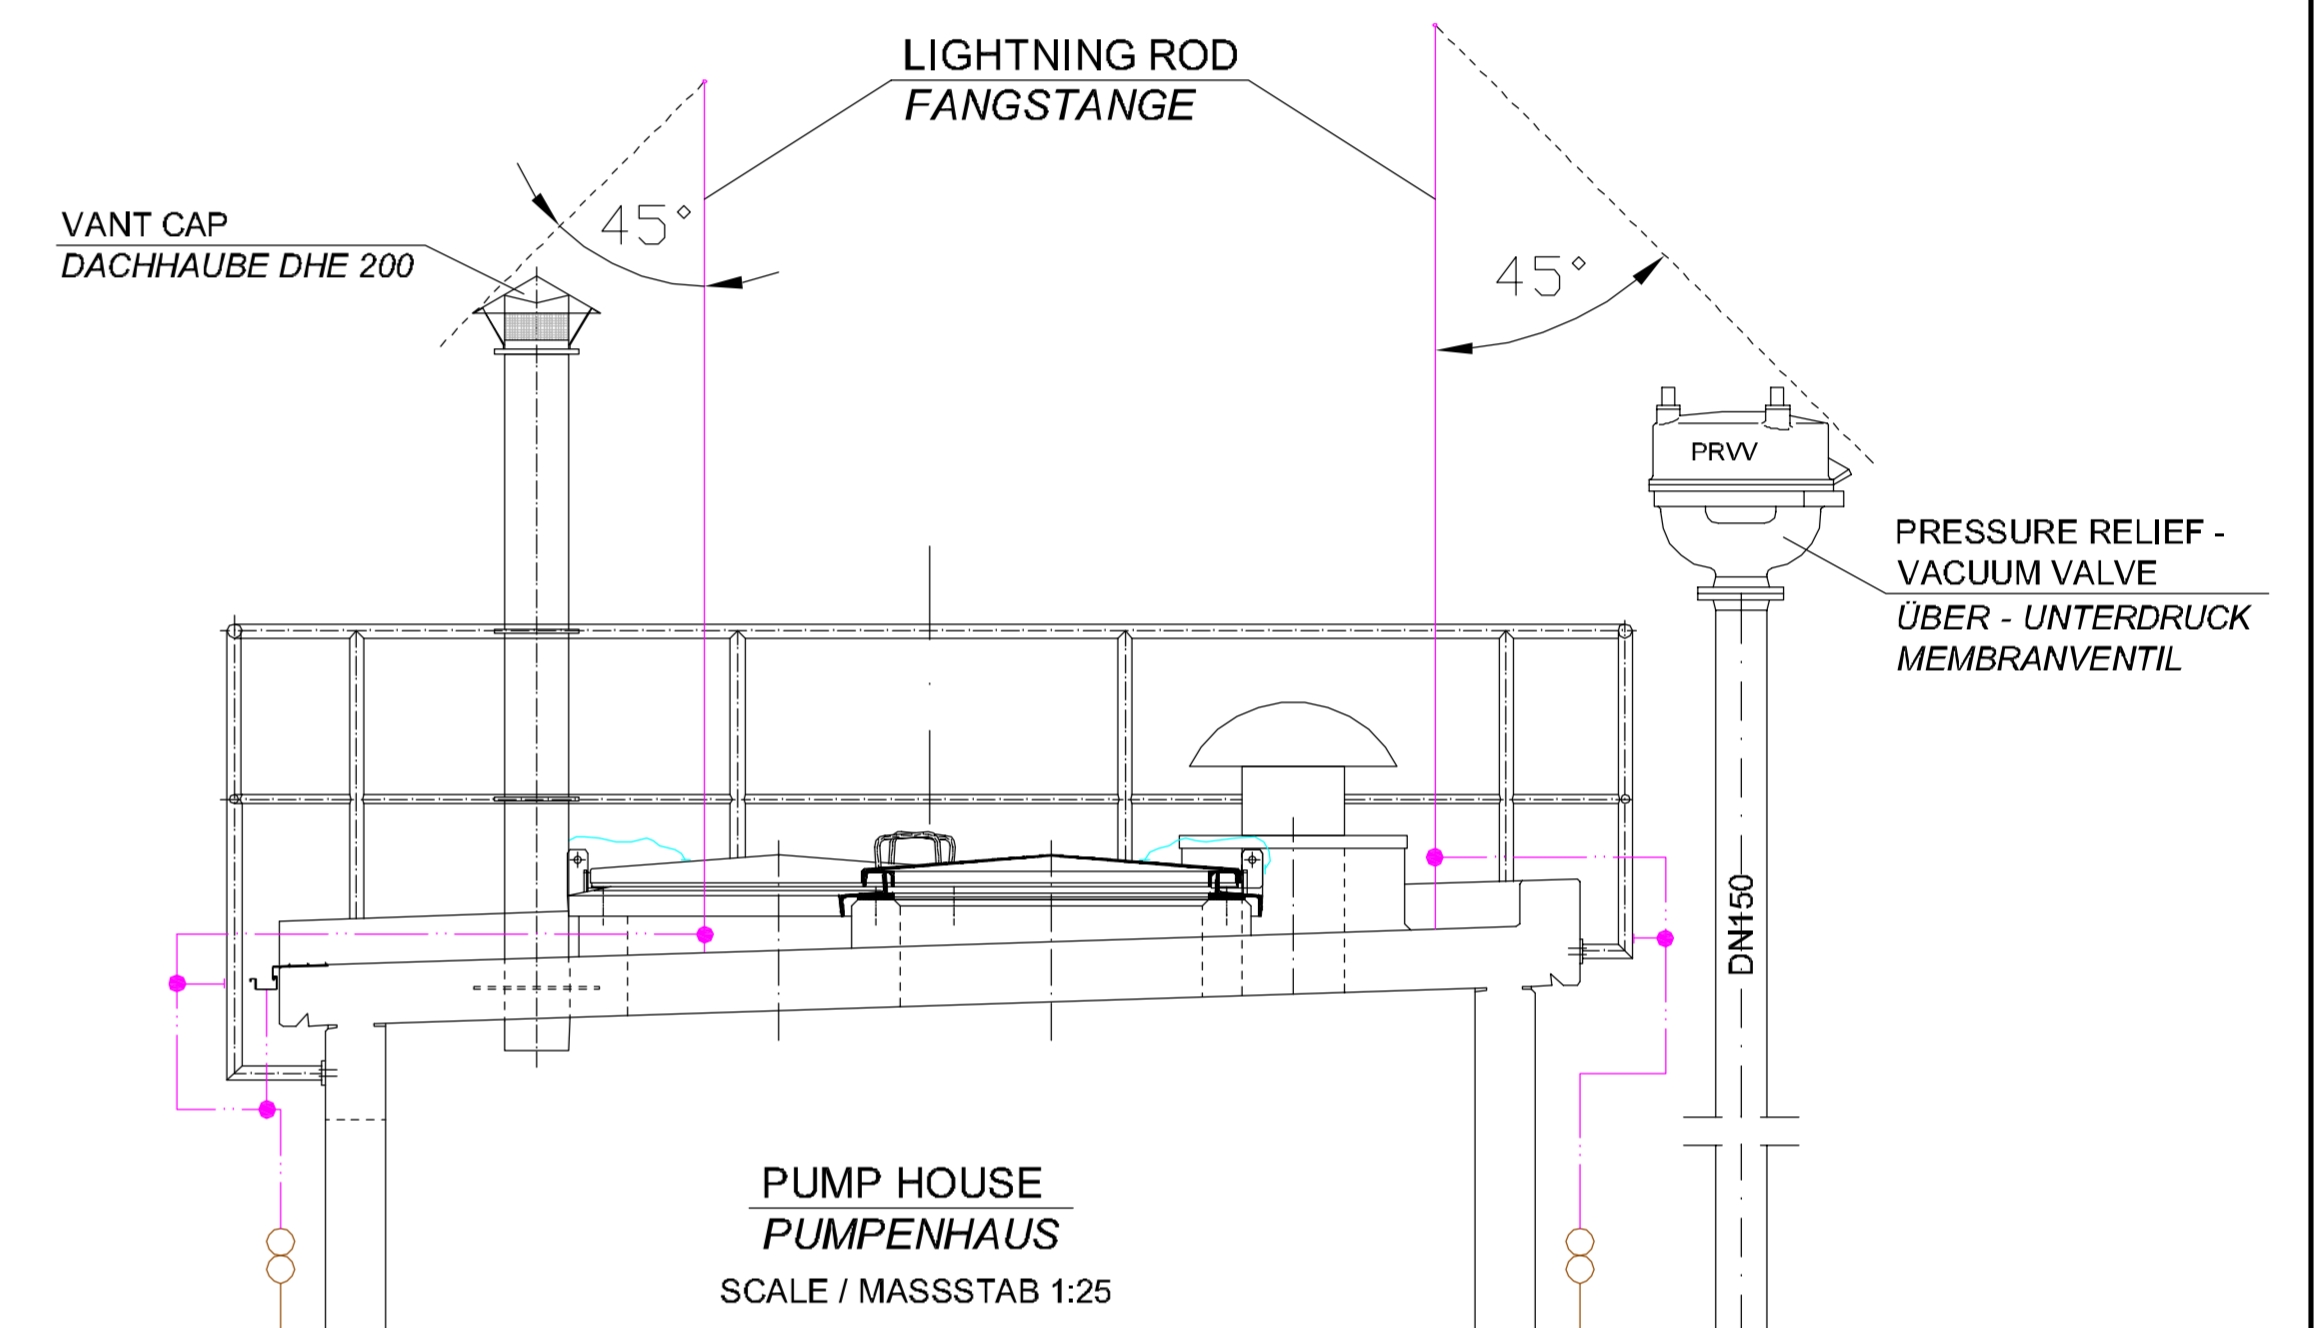 LIGHTNING ROD
FANGSTANGE
VANT CAP
DACHHAUBE DHE 200
45°
45°
PRVV
PRESSURE RELIEF -
VACUUM VALVE
ÜBER - UNTERDRUCK
MEMBRANVENTIL
DN150
PUMP HOUSE
PUMPENHAUS
SCALE / MASSSTAB 1:25